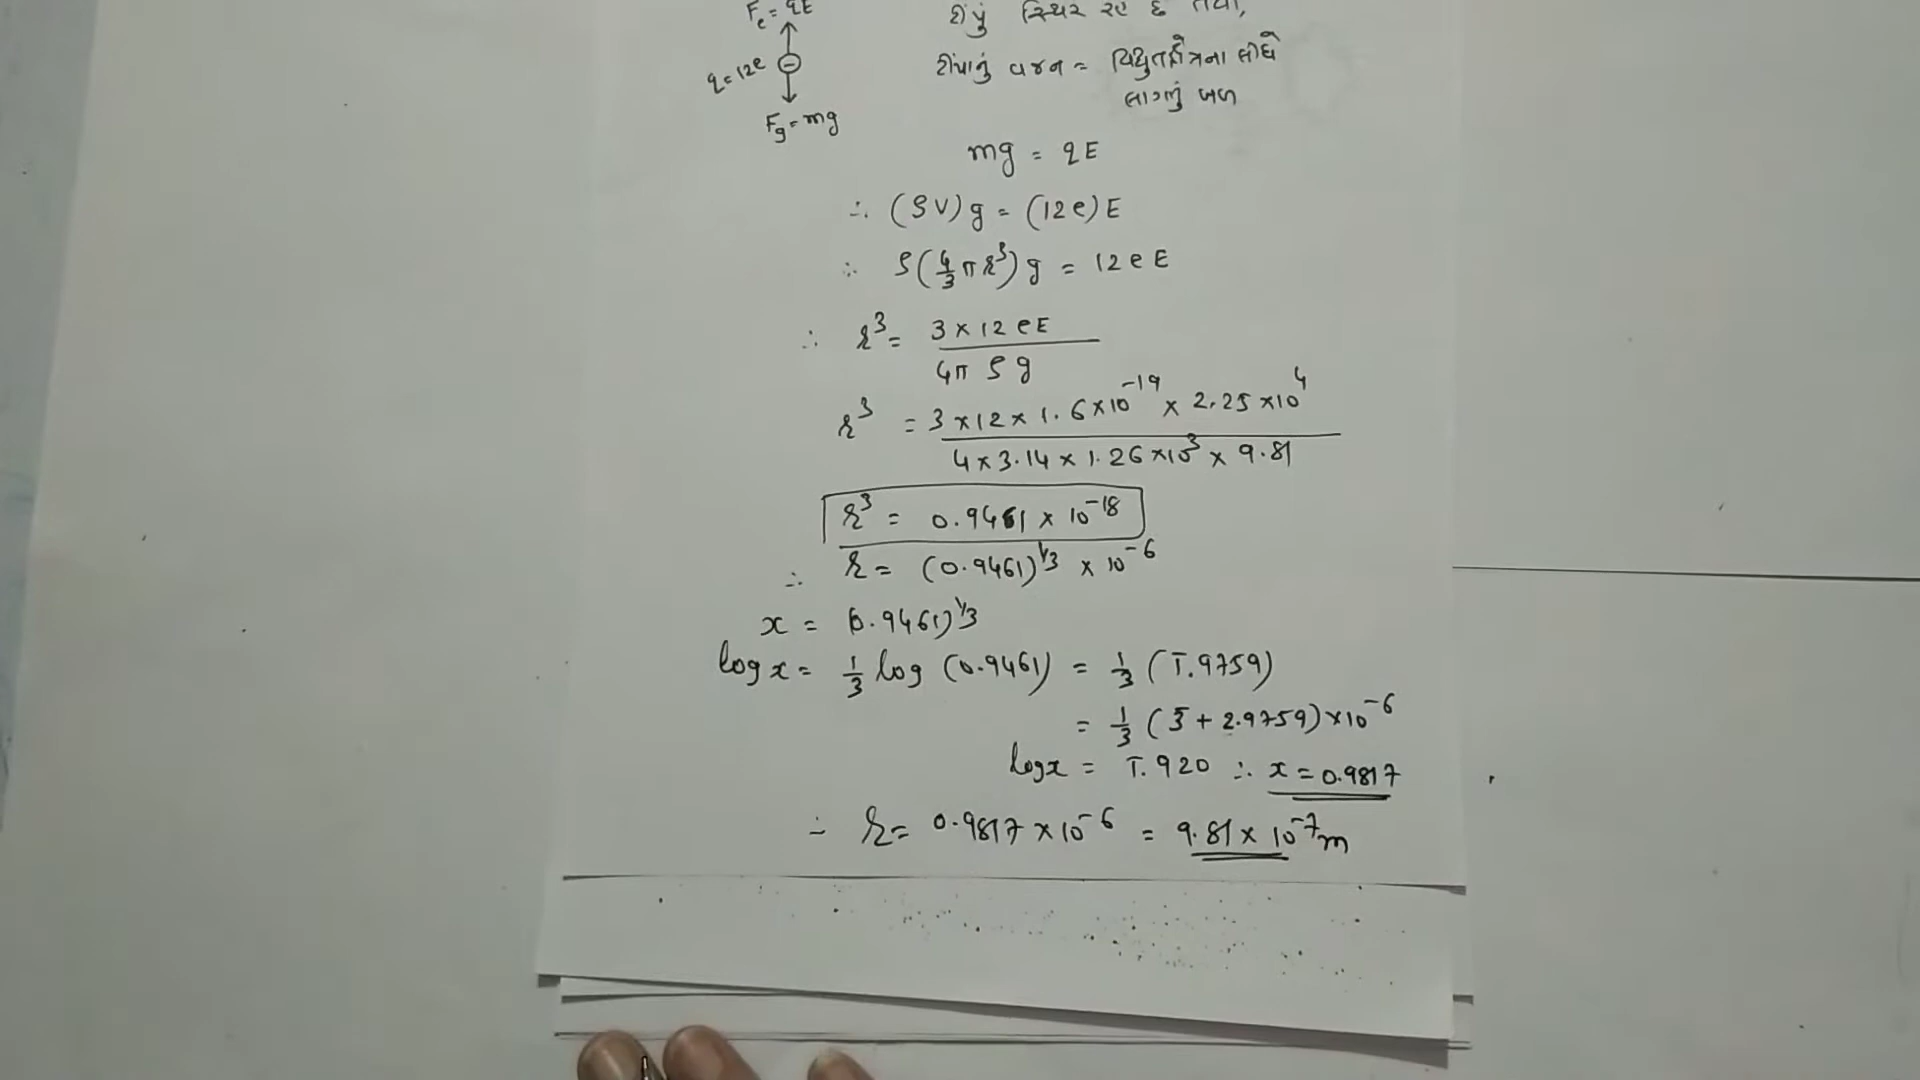 Fe = qE
ટીપું સ્થિર રહે છે તેથી,
q = 12e
ટીપાનું વજન = વિદ્યુતક્ષેત્રના લીધે
લાગતું બળ
Fg = mg
mg = qE
∴ (ρV)g = (12e)E
∴ ρ(4/3 πr³)g = 12eE
∴ r³ = 3 × 12 eE / 4π ρg
r³ = 3 × 12 × 1.6 × 10⁻¹⁹ × 2.25 × 10⁴ / 4 × 3.14 × 1.26 × 10³ × 9.81
r³ = 0.9461 × 10⁻¹⁸
∴ r = (0.9461)^1/3 × 10⁻⁶
x = (0.9461)^1/3
log x = 1/3 log (0.9461) = 1/3 (1̄.9759)
= 1/3 (3̄ + 2.9759) × 10⁻⁶
log x = 1̄.920 ∴ x = 0.9817
∴ r = 0.9817 × 10⁻⁶ = 9.81 × 10⁻⁷ m